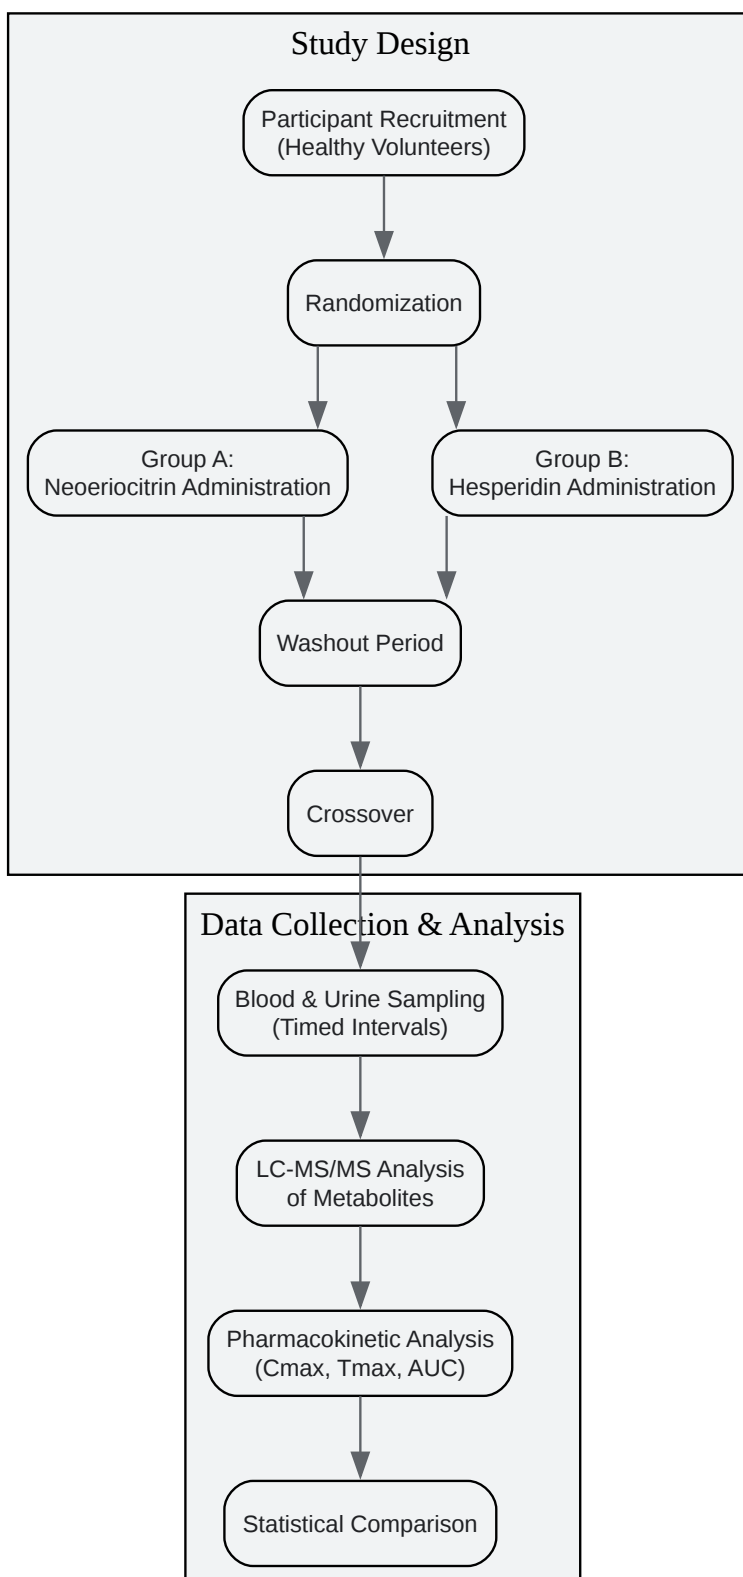 Study Design
Participant Recruitment
(Healthy Volunteers)
Randomization
Group A:
Neoeriocitrin Administration
Group B:
Hesperidin Administration
Washout Period
Crossover
Data Collection & Analysis
Blood & Urine Sampling
(Timed Intervals)
LC-MS/MS Analysis
of Metabolites
Pharmacokinetic Analysis
(Cmax, Tmax, AUC)
Statistical Comparison